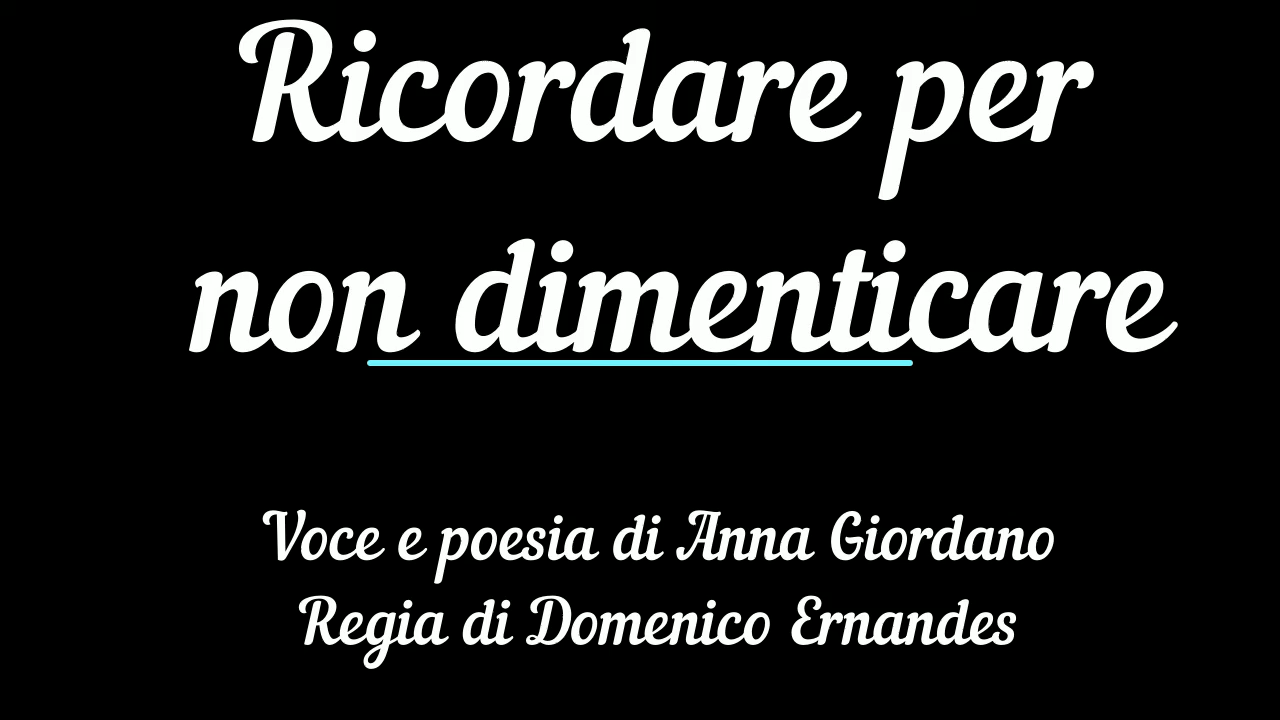 Ricordare per
non dimenticare
Voce e poesia di Anna Giordano
Regia di Domenico Ernandes